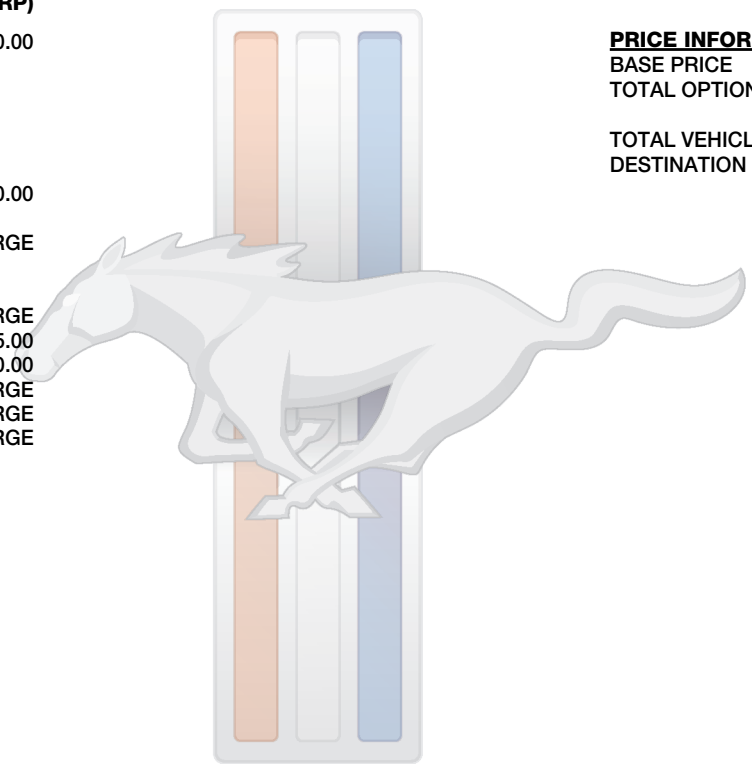 RP)
0.00
0.00
RGE
RGE
5.00
0.00
RGE
RGE
RGE
PRICE INFOR
BASE PRICE
TOTAL OPTION
TOTAL VEHICL
DESTINATION